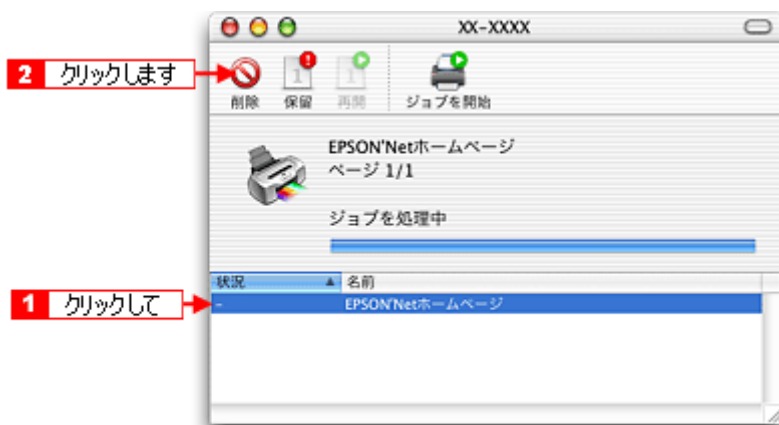 XX-XXXX
2 クリックします
削除 保留 再開 ジョブを開始
EPSON'Netホームページ
ページ 1/1
ジョブを処理中
状況 名前
1 クリックして
- EPSON'Netホームページ